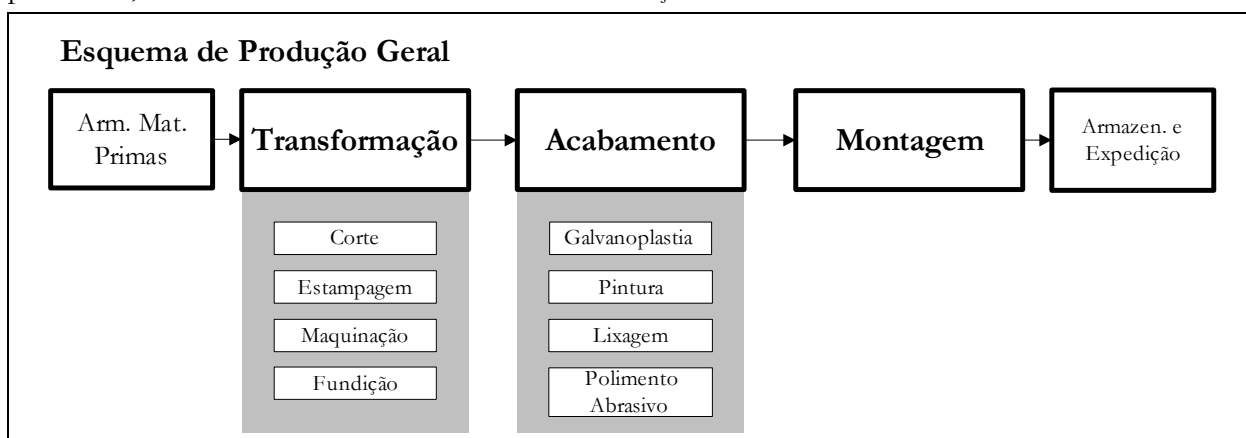 Esquema de Produção Geral
Arm. Mat.
Primas
Transformação
Acabamento
Montagem
Armazen. e
Expedição
Corte
Estampagem
Maquinação
Fundição
Galvanoplastia
Pintura
Lixagem
Polimento
Abrasivo